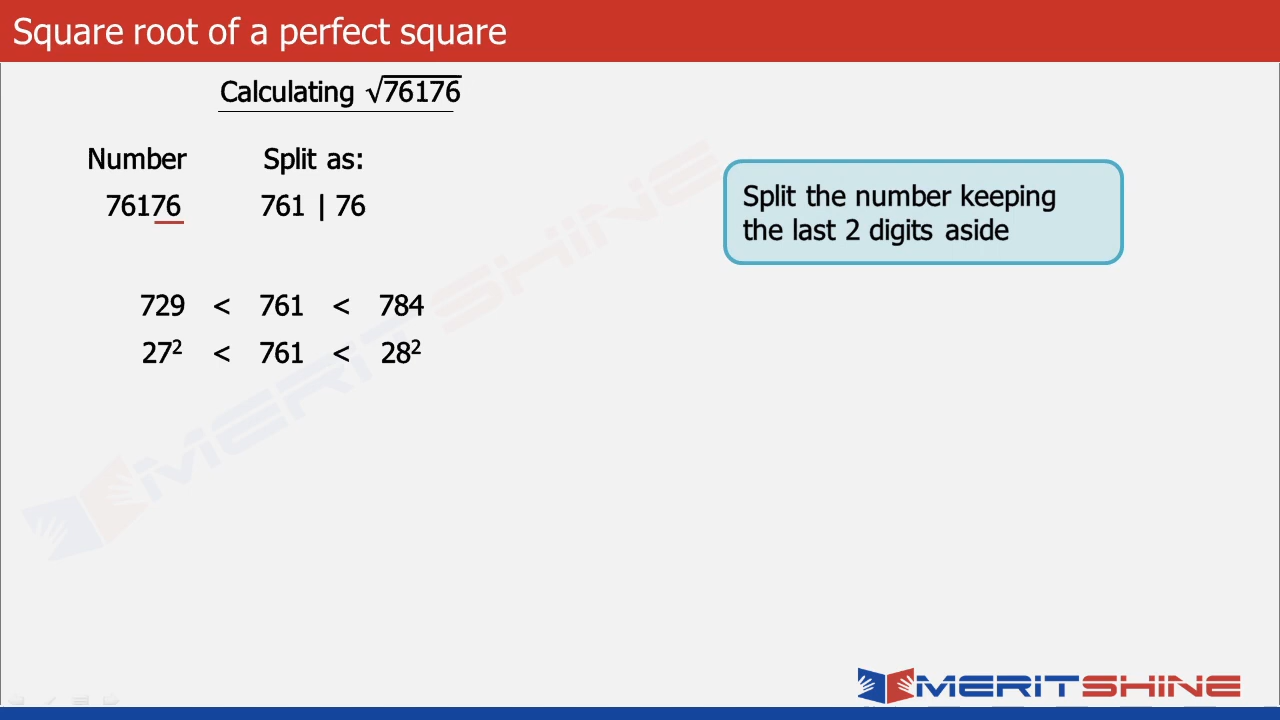 Square root of a perfect square
Calculating √76176
Number Split as:
76176 761 | 76
Split the number keeping
the last 2 digits aside
729 < 761 < 784
27² < 761 < 28²
MERITSHINE
MERITSHINE